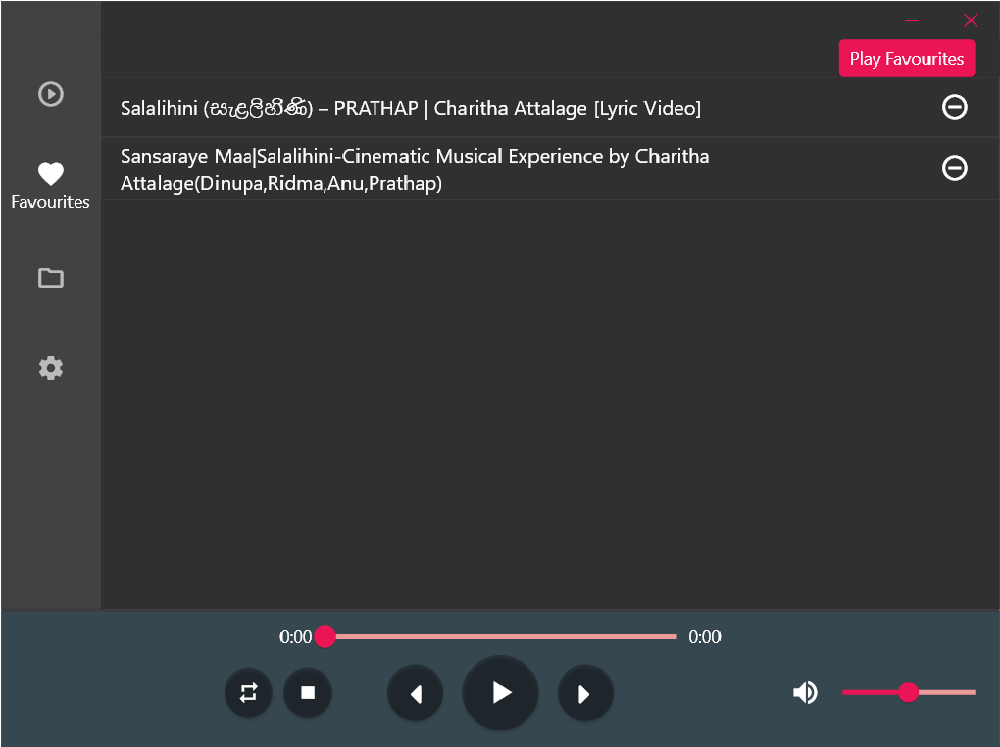 Play Favourites
Salalihini (සැළලිහිණි) – PRATHAP | Charitha Attalage [Lyric Video]
Sansaraye Maa|Salalihini-Cinematic Musical Experience by Charitha
Attalage(Dinupa,Ridma,Anu,Prathap)
Favourites
0:00 0:00